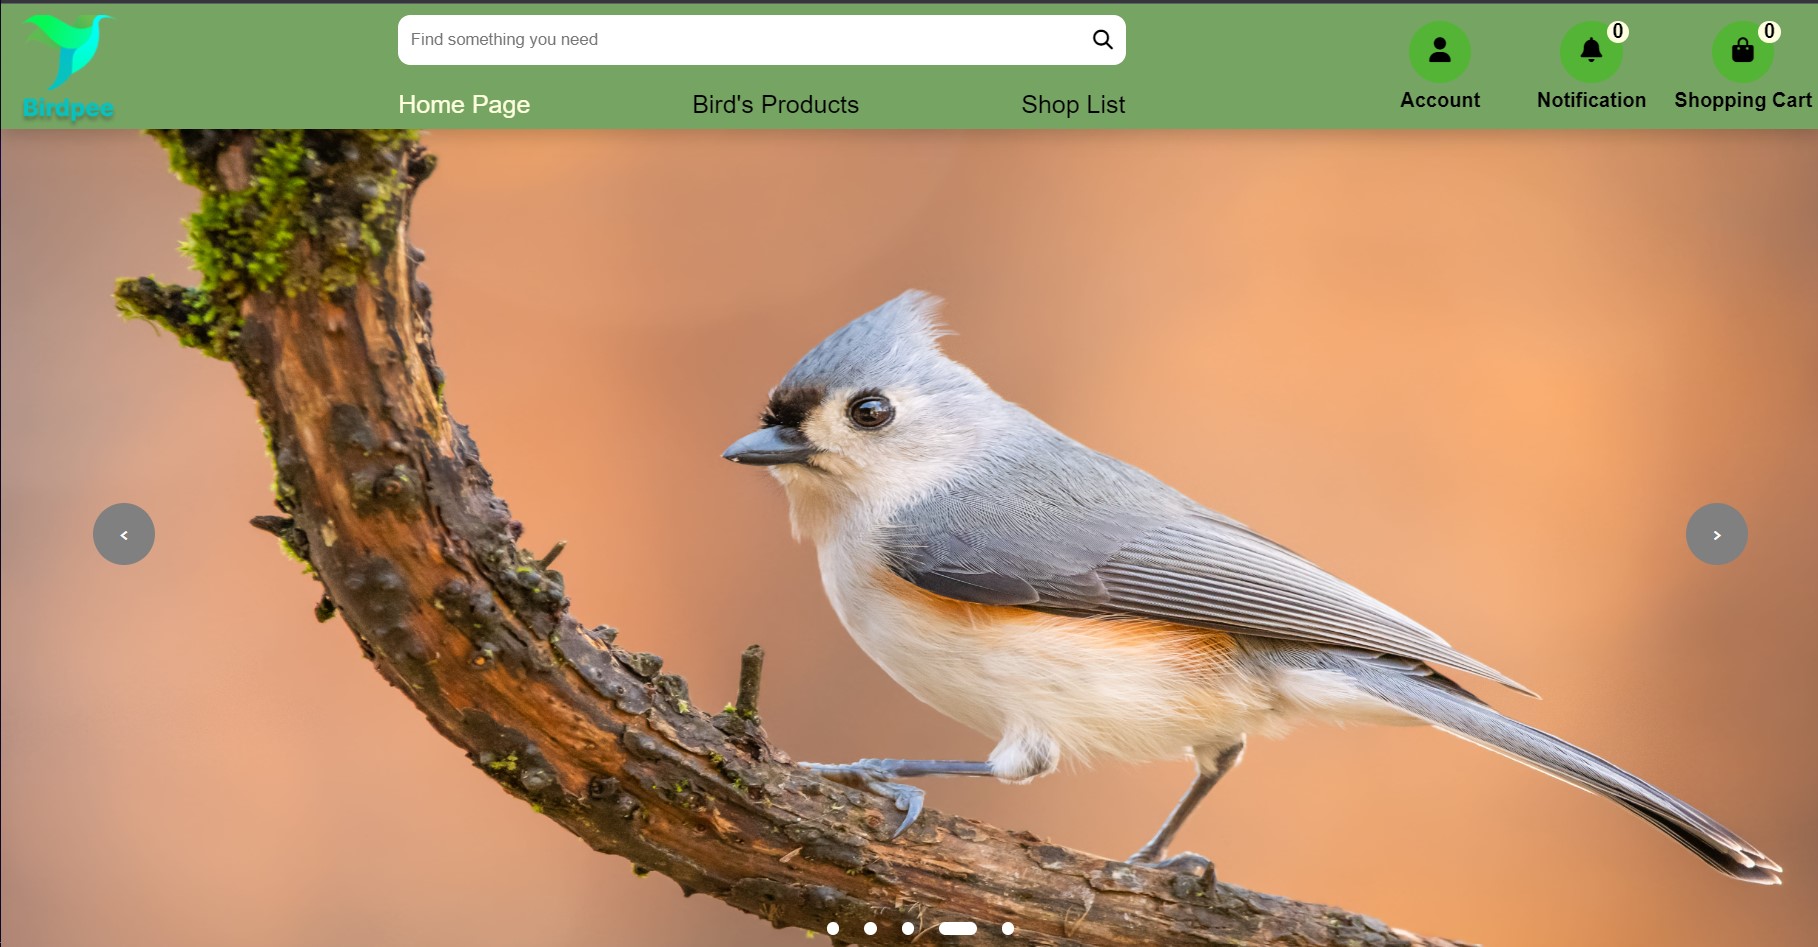 Birdpee
Find something you need
Home Page
Bird's Products
Shop List
Account
0
Notification
0
Shopping Cart
<
>